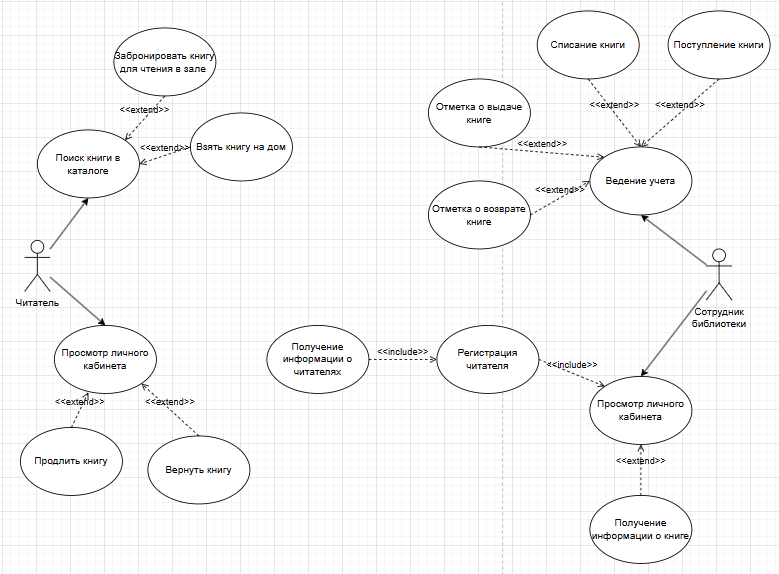 Забронировать книгу
для чтения в зале
<<extend>>
Поиск книги в
каталоге
<<extend>>
Взять книгу на дом
Читатель
Просмотр личного
кабинета
<<extend>>
<<extend>>
Продлить книгу
Вернуть книгу
Списание книги
Поступление книги
<<extend>>
<<extend>>
Отметка о выдаче
книге
<<extend>>
Ведение учета
<<extend>>
Отметка о возврате
книге
Сотрудник
библиотеки
Получение
информации о
читателях
<<include>>
Регистрация
читателя
<<include>>
Просмотр личного
кабинета
<<extend>>
Получение
информации о книге